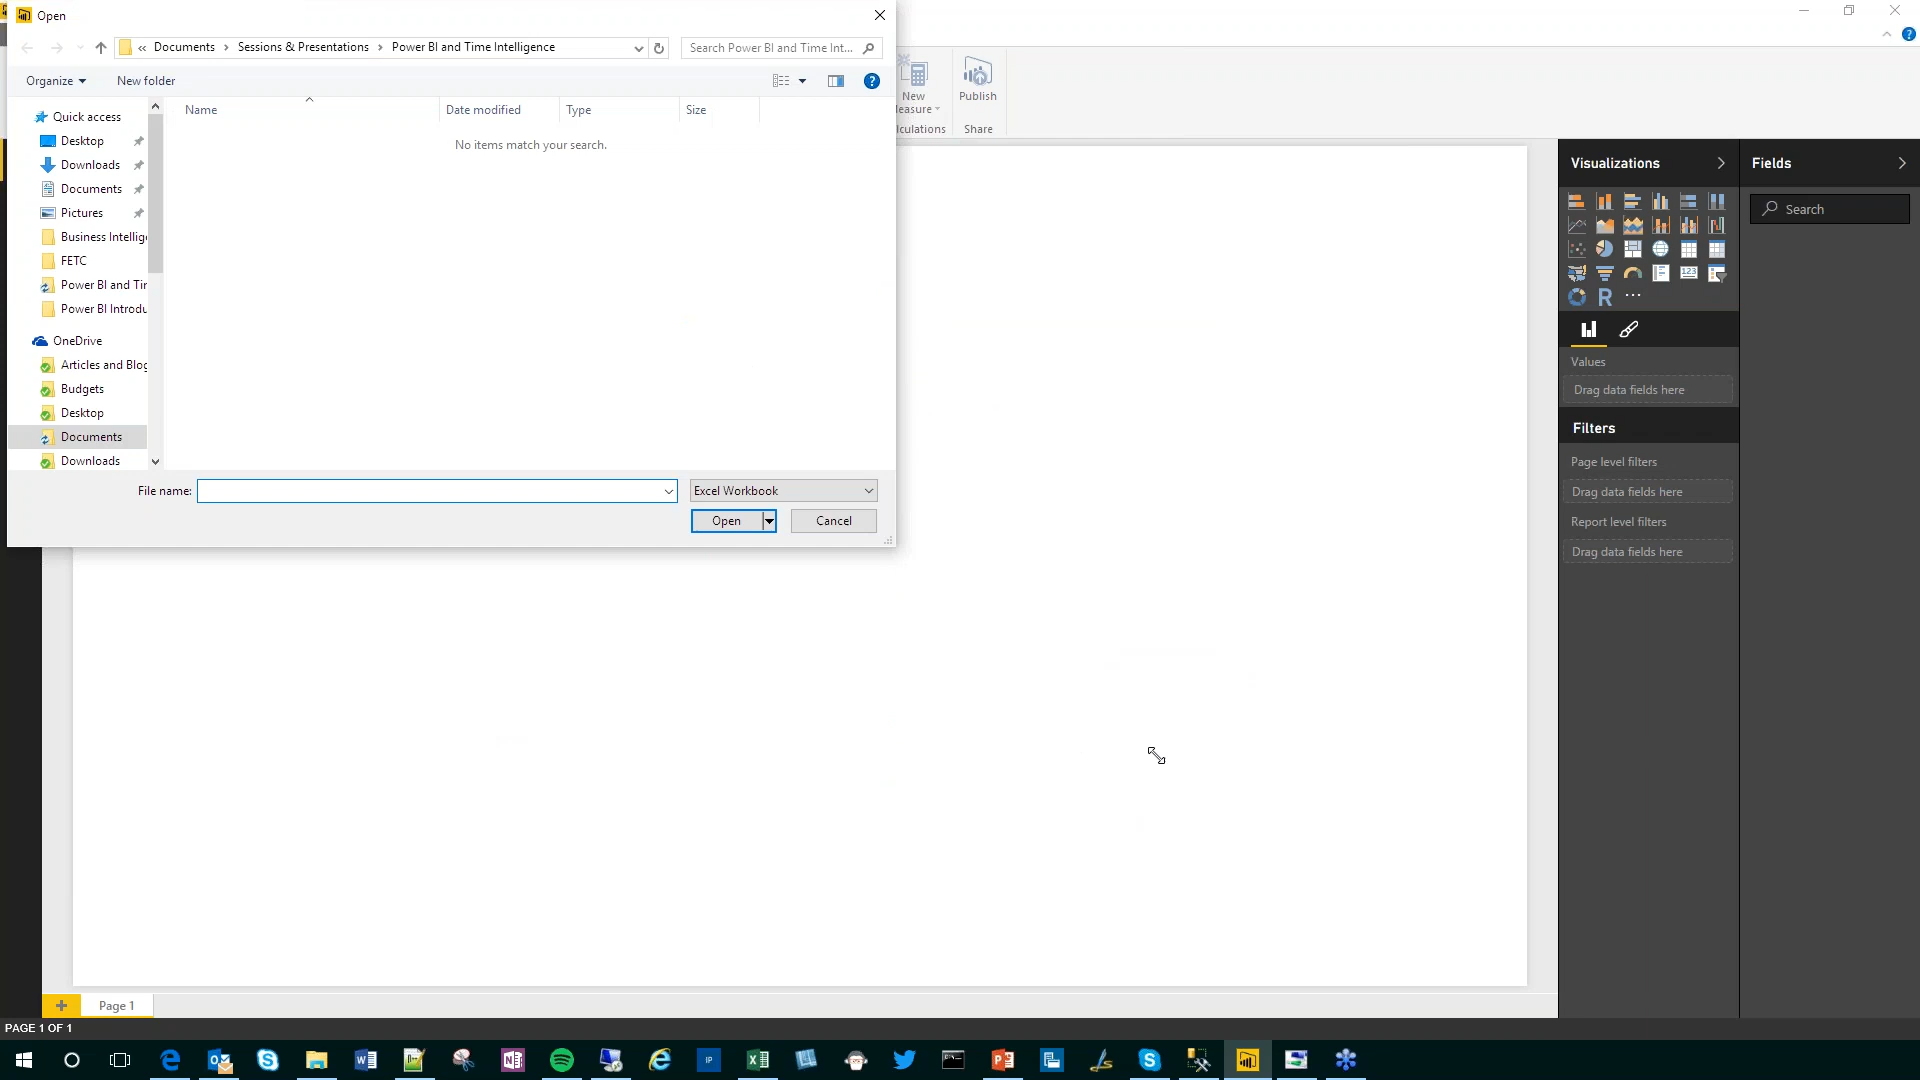 Open
« Documents > Sessions & Presentations > Power BI and Time Intelligence
Search Power BI and Time Int...
Organize
New folder
Name
Date modified
Type
Size
No items match your search.
Quick access
Desktop
Downloads
Documents
Pictures
Business Intellig
FETC
Power BI and Tir
Power BI Introdu
OneDrive
Articles and Blog
Budgets
Desktop
Documents
Downloads
File name:
Excel Workbook
Open
Cancel
New
easure
Publish
lculations
Share
Visualizations
Fields
Search
Values
Drag data fields here
Filters
Page level filters
Drag data fields here
Report level filters
Drag data fields here
Page 1
PAGE 1 OF 1